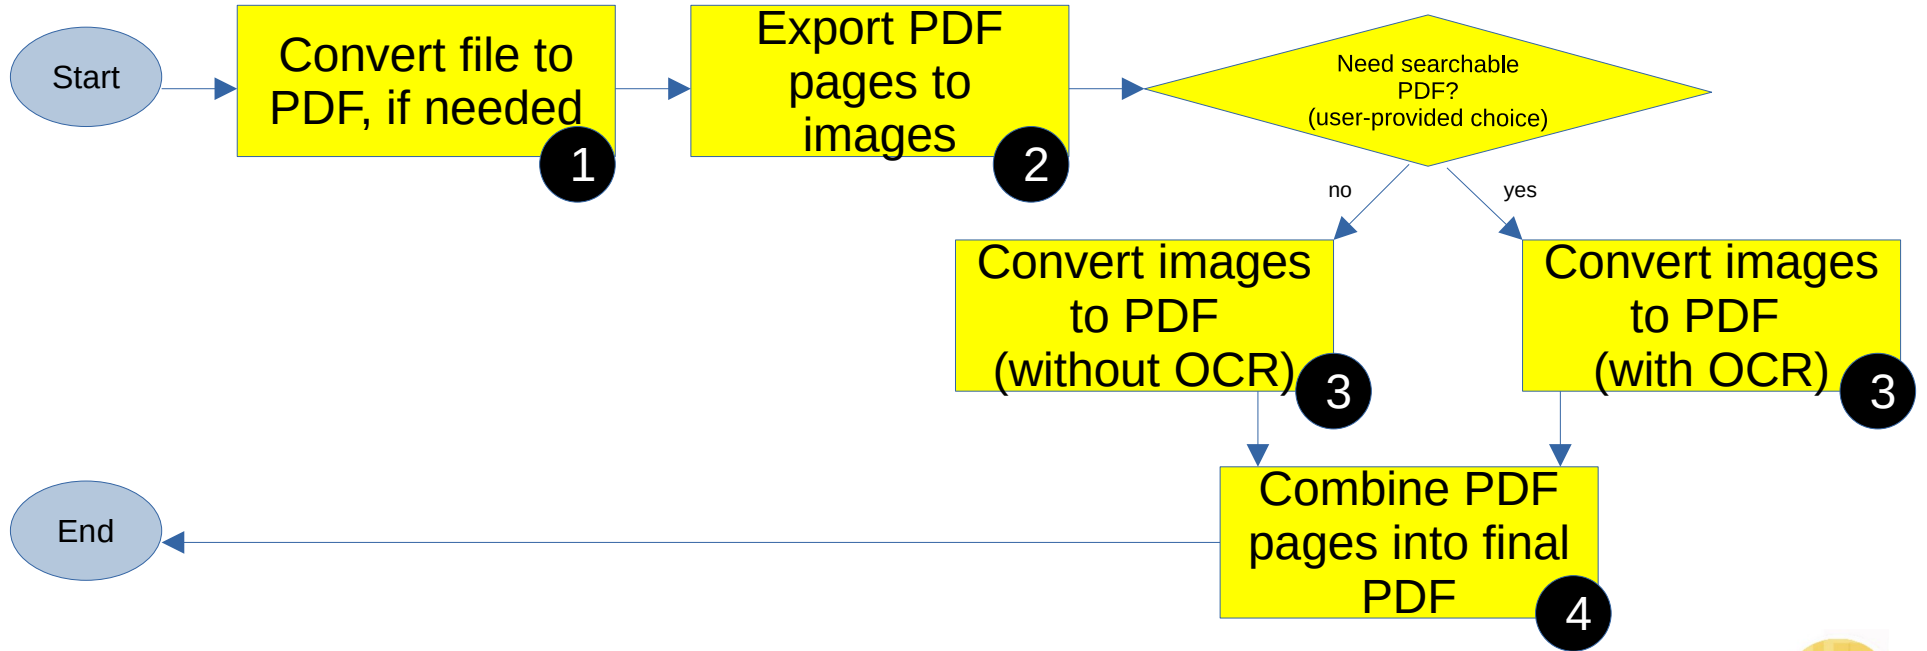 Start
Convert file to
PDF, if needed
1
Export PDF
pages to
images
2
Need searchable
PDF?
(user-provided choice)
no
yes
Convert images
to PDF
(without OCR)
3
Convert images
to PDF
(with OCR)
3
Combine PDF
pages into final
PDF
4
End